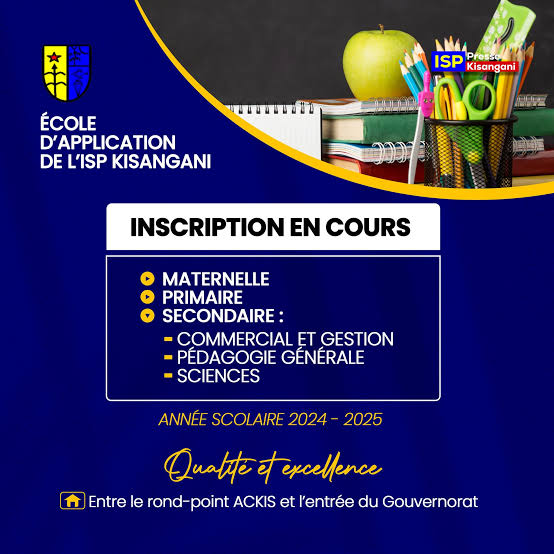 ISP Presse
Kisangani
ÉCOLE
D'APPLICATION
DE L'ISP KISANGANI
INSCRIPTION EN COURS
MATERNELLE
PRIMAIRE
SECONDAIRE :
- COMMERCIAL ET GESTION
- PÉDAGOGIE GÉNÉRALE
- SCIENCES
ANNÉE SCOLAIRE 2024 - 2025
Qualité et excellence
Entre le rond-point ACKIS et l'entrée du Gouvernorat